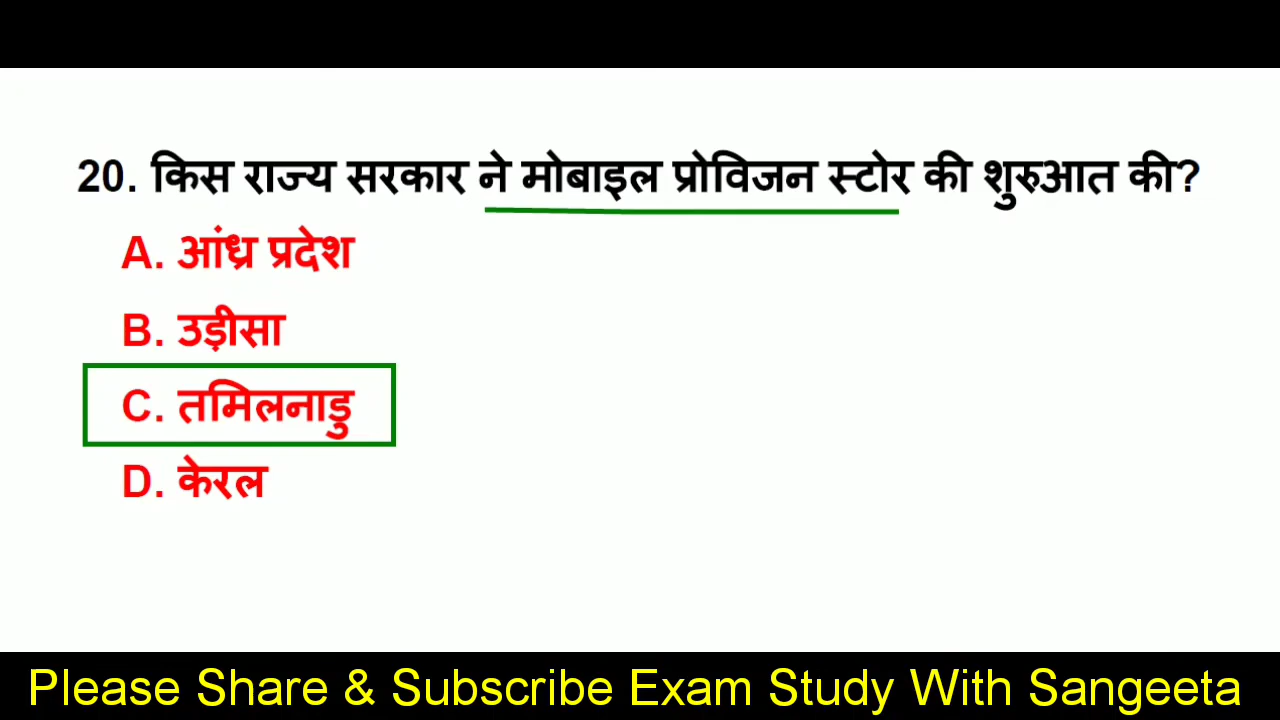 20. किस राज्य सरकार ने मोबाइल प्रोविजन स्टोर की शुरुआत की?
A. आंध्र प्रदेश
B. उड़ीसा
C. तमिलनाडु
D. केरल
Please Share & Subscribe Exam Study With Sangeeta